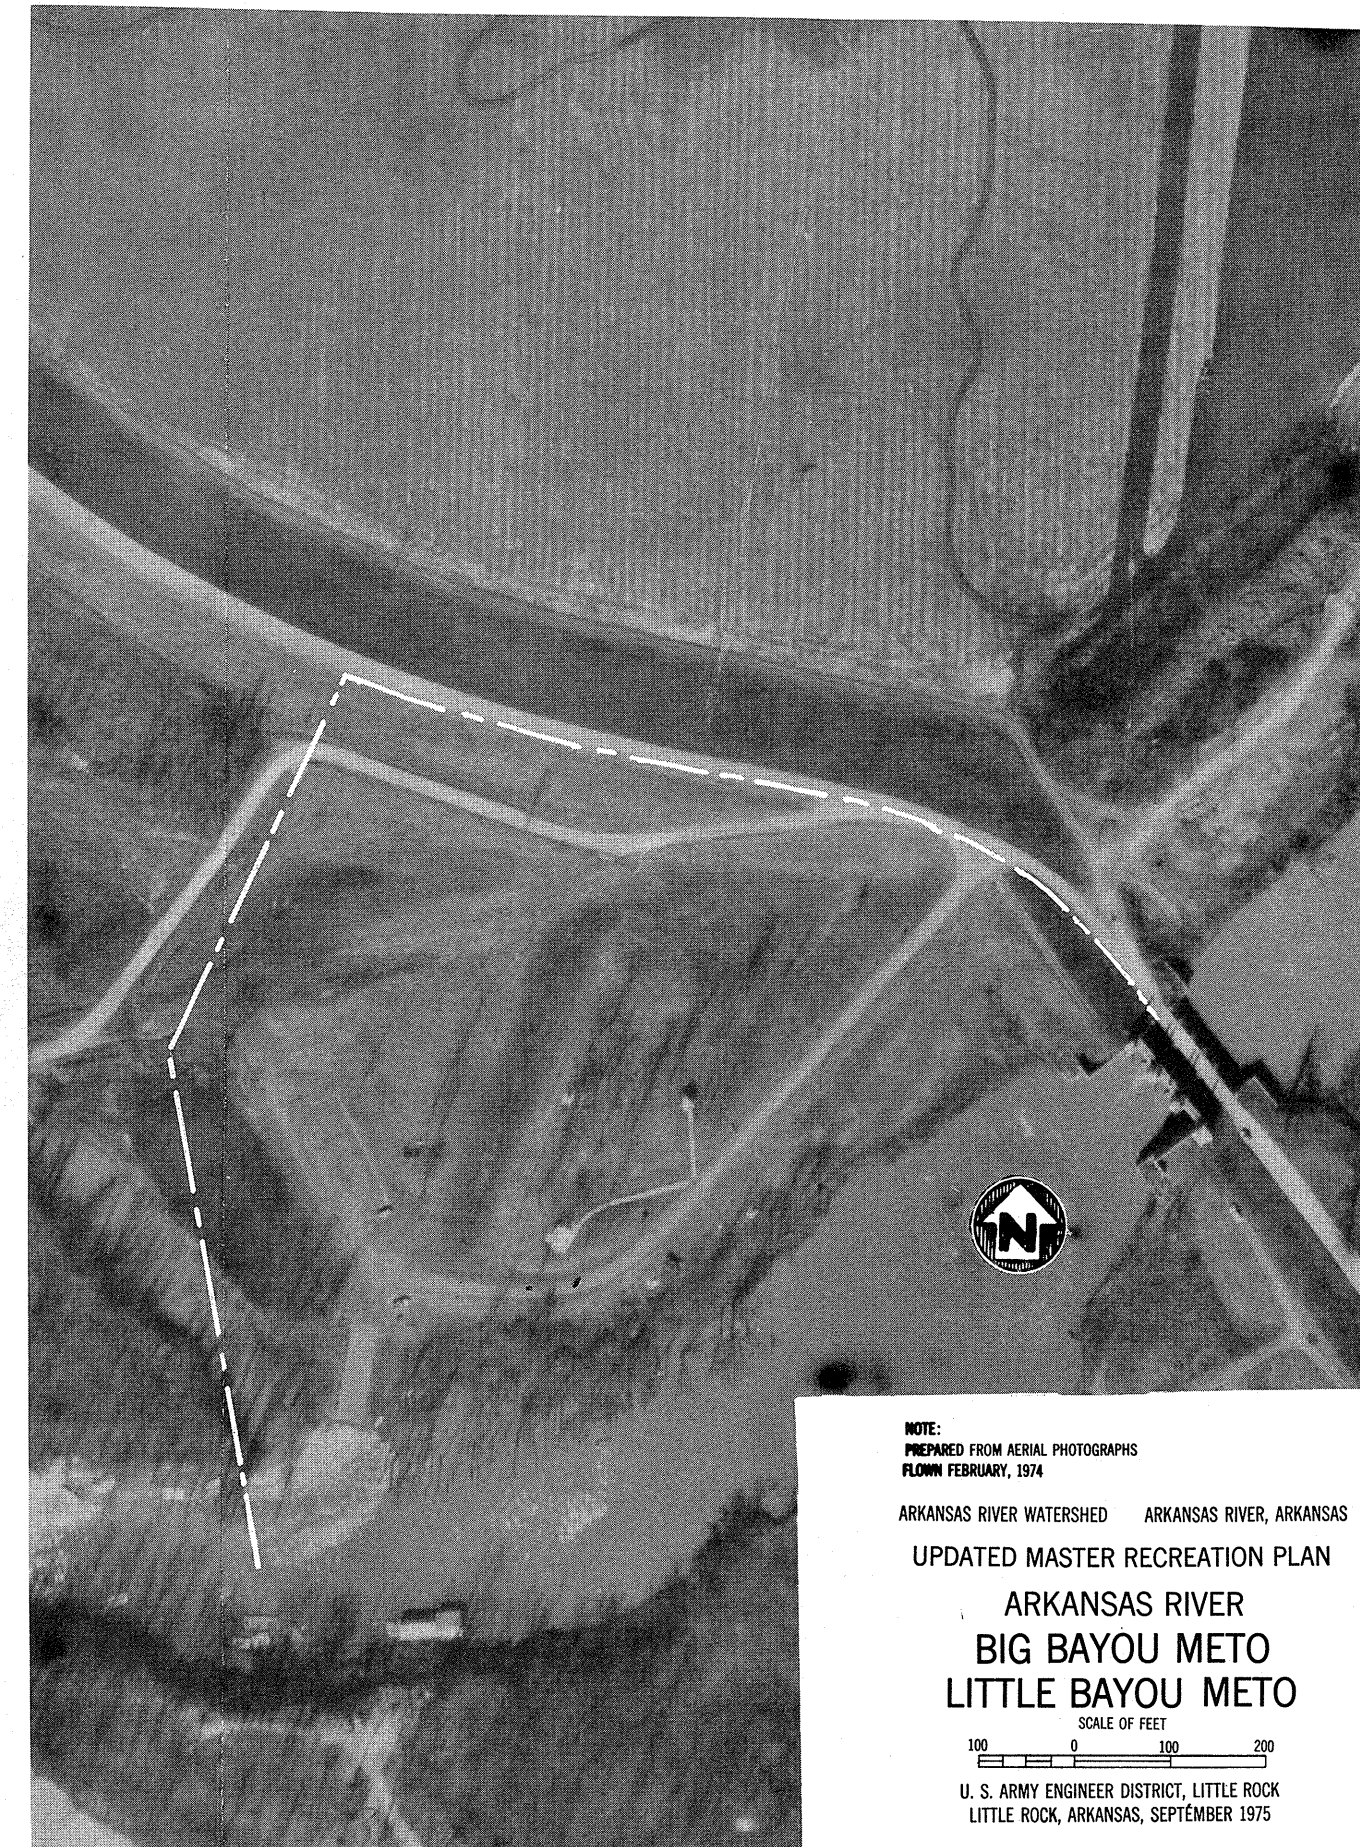 N
NOTE:
PREPARED FROM AERIAL PHOTOGRAPHS
FLOWN FEBRUARY, 1974
ARKANSAS RIVER WATERSHED ARKANSAS RIVER, ARKANSAS
UPDATED MASTER RECREATION PLAN
ARKANSAS RIVER
BIG BAYOU METO
LITTLE BAYOU METO
SCALE OF FEET
100 0 100 200
U. S. ARMY ENGINEER DISTRICT, LITTLE ROCK
LITTLE ROCK, ARKANSAS, SEPTEMBER 1975